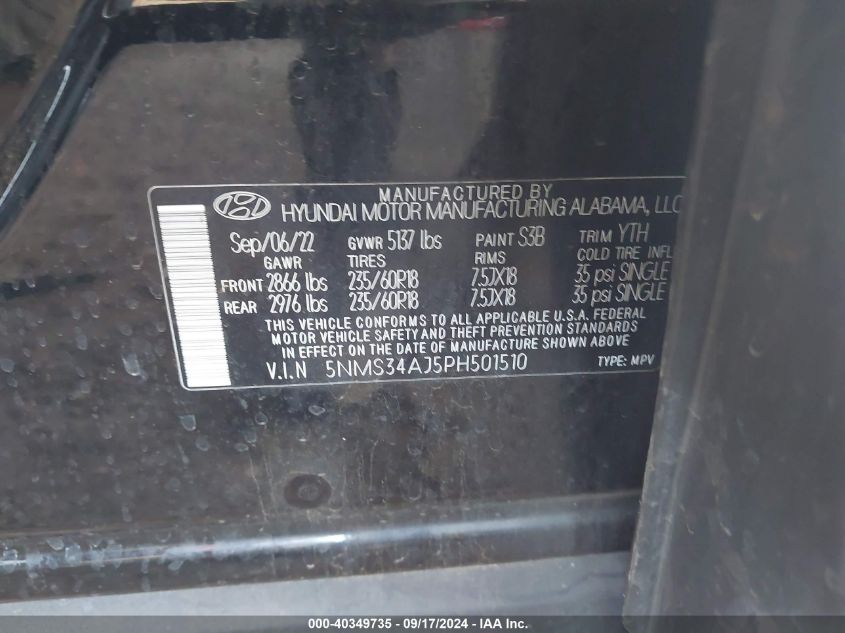 MANUFACTURED BY
HYUNDAI MOTOR MANUFACTURING ALABAMA, LLC
Sep/06/22 GVWR 5137 lbs PAINT S3B TRIM YTH
GAWR TIRES RIMS COLD TIRE INFL
FRONT 2866 lbs 235/60R18 7.5JX18 35 psi SINGLE
REAR 2976 lbs 235/60R18 7.5JX18 35 psi SINGLE
THIS VEHICLE CONFORMS TO ALL APPLICABLE U.S.A. FEDERAL
MOTOR VEHICLE SAFETY AND THEFT PREVENTION STANDARDS
IN EFFECT ON THE DATE OF MANUFACTURE SHOWN ABOVE
V.I.N 5NMS34AJ5PH501510 TYPE: MPV
000-40349735 - 09/17/2024 - IAA Inc.